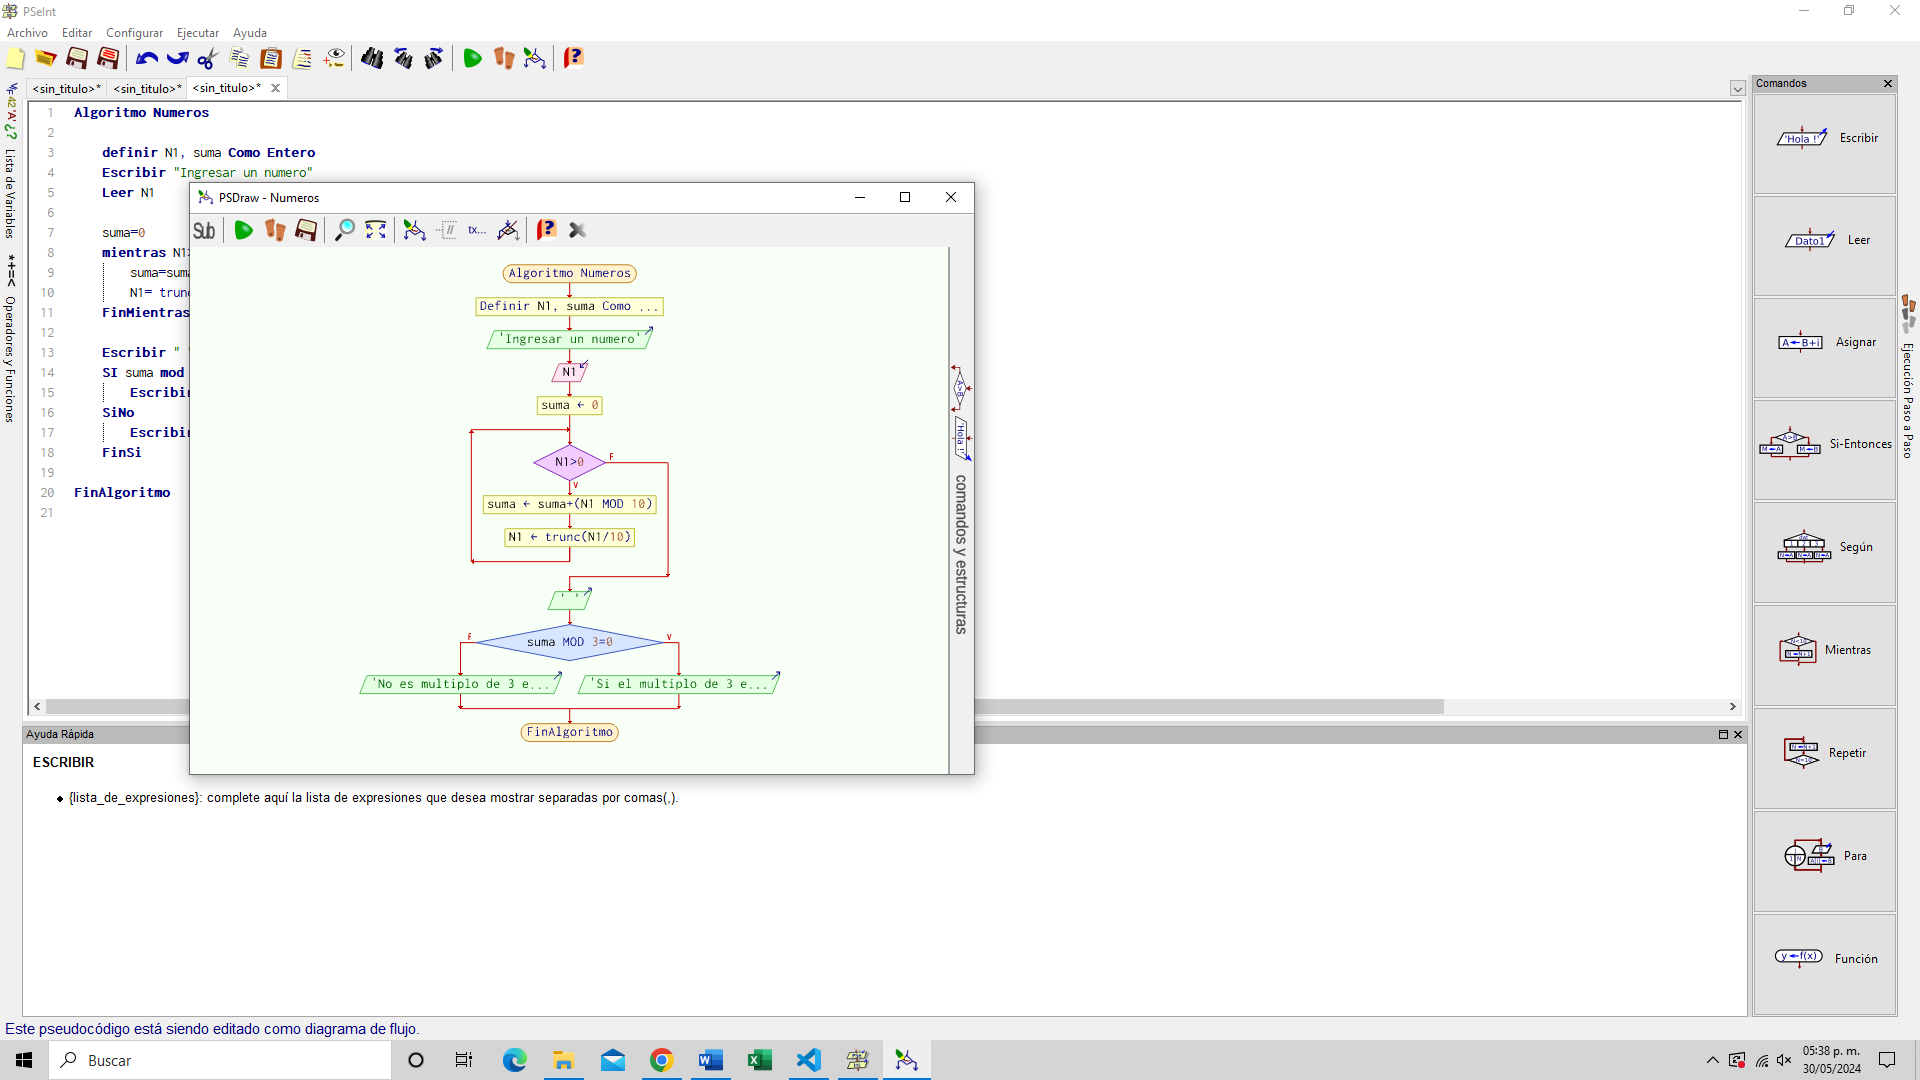 PSeInt
Archivo Editar Configurar Ejecutar Ayuda
<sin_titulo>* <sin_titulo>* <sin_titulo>*
1 Algoritmo Numeros
2
3 definir N1, suma Como Entero
4 Escribir "Ingresar un numero"
5 Leer N1
6
7 suma=0
8 mientras N1>
9 suma=suma
10 N1= trunc
11 FinMientras
12
13 Escribir " "
14 SI suma mod
15 Escribir
16 SiNo
17 Escribir
18 FinSi
19
20 FinAlgoritmo
21
Lista de Variables
*+=<
Operadores y Funciones
PSDraw - Numeros
Sub
tx...
Algoritmo Numeros
Definir N1, suma Como ...
'Ingresar un numero'
N1
suma ← 0
N1>0
F
V
suma ← suma+(N1 MOD 10)
N1 ← trunc(N1/10)
' '
suma MOD 3=0
F
V
'No es multiplo de 3 e...
'Si el multiplo de 3 e...
FinAlgoritmo
A>B
'Hola !'
comandos y estructuras
Comandos
'Hola !' Escribir
Dato1 Leer
A←B+i Asignar
A>B Si-Entonces
Según
Mientras
Repetir
Para
y←f(x) Función
Ejecución Paso a Paso
Ayuda Rápida
ESCRIBIR
{lista_de_expresiones}: complete aquí la lista de expresiones que desea mostrar separadas por comas(,).
Este pseudocódigo está siendo editado como diagrama de flujo.
Buscar
05:38 p. m.
30/05/2024